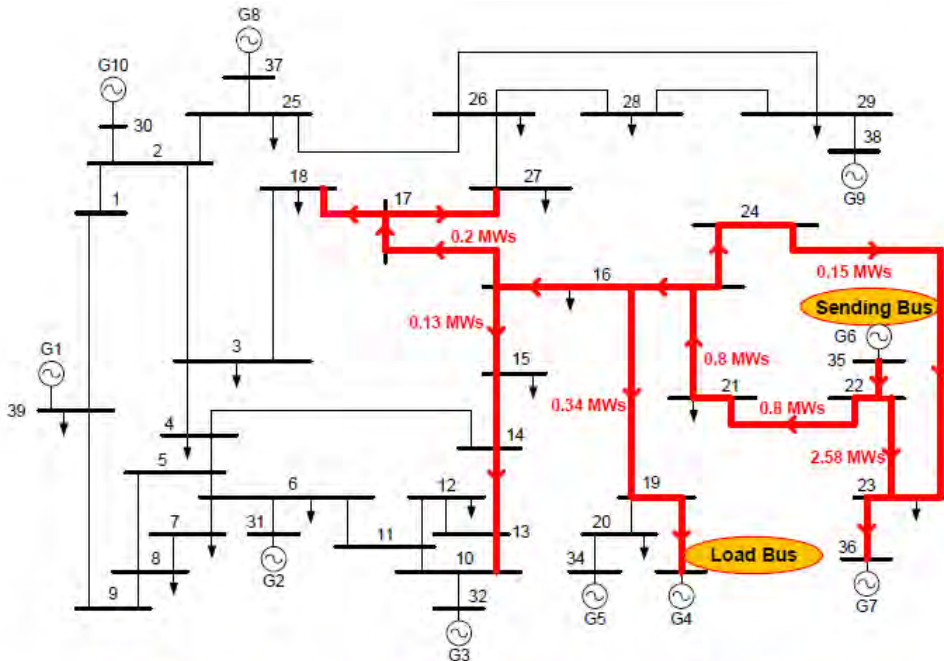 G8
37
G10
25
26
28
29
30
2
38
18
27
17
24
G9
1
0.2 MWs
16
0.15 MWs
Sending Bus
0.13 MWs
G6
G1
3
15
0.8 MWs
35
21
22
39
4
0.34 MWs
0.8 MWs
14
5
2.58 MWs
6
12
19
23
7
31
13
20
11
10
Load Bus
36
8
G2
34
9
32
G5
G4
G7
G3